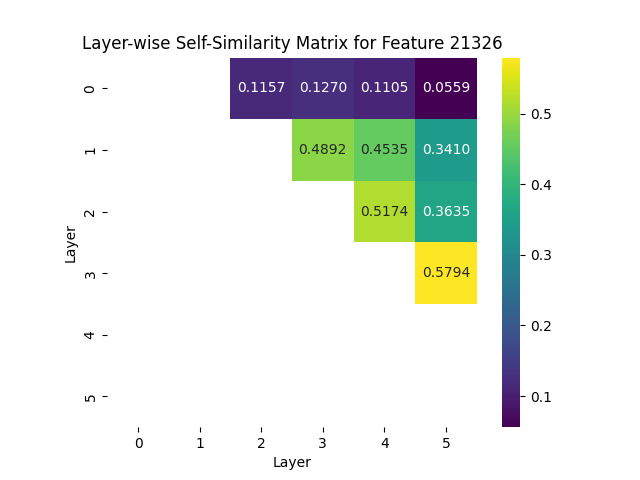 Layer-wise Self-Similarity Matrix for Feature 21326
0 0.1157 0.1270 0.1105 0.0559
1 0.4892 0.4535 0.3410
2 0.5174 0.3635
3 0.5794
4
5
Layer
0 1 2 3 4 5
Layer
0.5
0.4
0.3
0.2
0.1